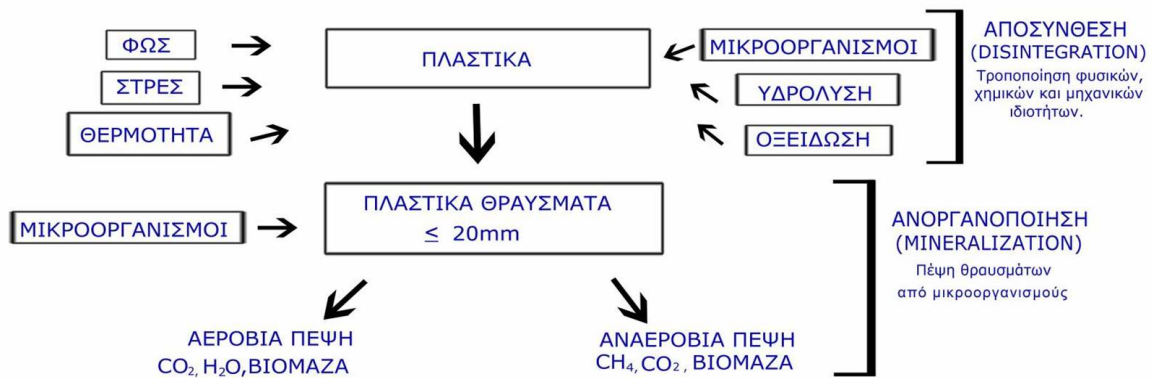 ΦΩΣ
ΣΤΡΕΣ
ΘΕΡΜΟΤΗΤΑ
ΠΛΑΣΤΙΚΑ
ΜΙΚΡΟΟΡΓΑΝΙΣΜΟΙ
ΥΔΡΟΛΥΣΗ
ΟΞΕΙΔΩΣΗ
ΑΠΟΣΥΝΘΕΣΗ
(DISINTEGRATION)
Τροποποίηση φυσικών,
χημικών και μηχανικών
ιδιοτήτων.
ΜΙΚΡΟΟΡΓΑΝΙΣΜΟΙ
ΠΛΑΣΤΙΚΑ ΘΡΑΥΣΜΑΤΑ
≤ 20mm
ΑΝΟΡΓΑΝΟΠΟΙΗΣΗ
(MINERALIZATION)
Πέψη θραυσμάτων
από μικροοργανισμούς
ΑΕΡΟΒΙΑ ΠΕΨΗ
CO₂, H₂O, ΒΙΟΜΑΖΑ
ΑΝΑΕΡΟΒΙΑ ΠΕΨΗ
CH₄, CO₂ , ΒΙΟΜΑΖΑ